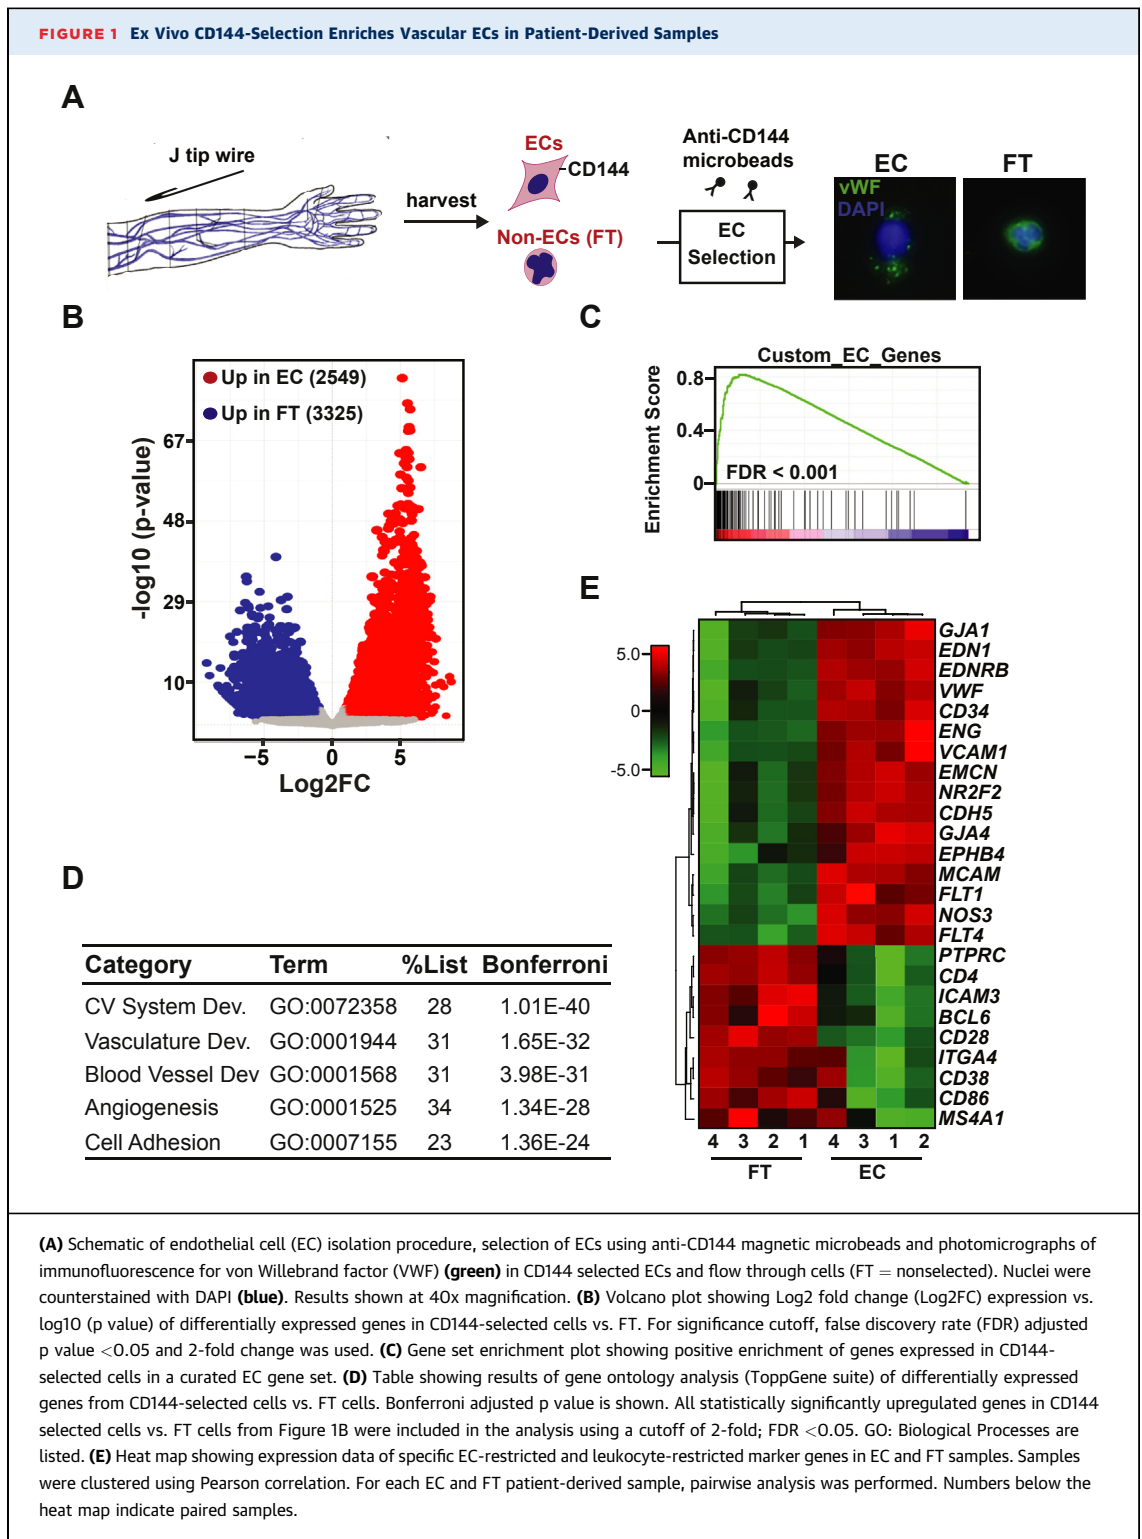 FIGURE 1 Ex Vivo CD144-Selection Enriches Vascular ECs in Patient-Derived Samples
A
J tip wire
harvest
ECs
CD144
Non-ECs (FT)
Anti-CD144
microbeads
EC
Selection
EC
FT
vWF
DAPI
B
Up in EC (2549)
Up in FT (3325)
-log10 (p-value)
67
48
29
10
−5
0
5
Log2FC
C
Custom_EC_Genes
Enrichment Score
0.8
0.4
0
FDR < 0.001
D
Category Term %List Bonferroni
CV System Dev. GO:0072358 28 1.01E-40
Vasculature Dev. GO:0001944 31 1.65E-32
Blood Vessel Dev GO:0001568 31 3.98E-31
Angiogenesis GO:0001525 34 1.34E-28
Cell Adhesion GO:0007155 23 1.36E-24
E
5.0
0
-5.0
GJA1
EDN1
EDNRB
VWF
CD34
ENG
VCAM1
EMCN
NR2F2
CDH5
GJA4
EPHB4
MCAM
FLT1
NOS3
FLT4
PTPRC
CD4
ICAM3
BCL6
CD28
ITGA4
CD38
CD86
MS4A1
4 3 2 1 4 3 1 2
FT EC
(A) Schematic of endothelial cell (EC) isolation procedure, selection of ECs using anti-CD144 magnetic microbeads and photomicrographs of
immunofluorescence for von Willebrand factor (VWF) (green) in CD144 selected ECs and flow through cells (FT = nonselected). Nuclei were
counterstained with DAPI (blue). Results shown at 40x magnification. (B) Volcano plot showing Log2 fold change (Log2FC) expression vs.
log10 (p value) of differentially expressed genes in CD144-selected cells vs. FT. For significance cutoff, false discovery rate (FDR) adjusted
p value <0.05 and 2-fold change was used. (C) Gene set enrichment plot showing positive enrichment of genes expressed in CD144-
selected cells in a curated EC gene set. (D) Table showing results of gene ontology analysis (ToppGene suite) of differentially expressed
genes from CD144-selected cells vs. FT cells. Bonferroni adjusted p value is shown. All statistically significantly upregulated genes in CD144
selected cells vs. FT cells from Figure 1B were included in the analysis using a cutoff of 2-fold; FDR <0.05. GO: Biological Processes are
listed. (E) Heat map showing expression data of specific EC-restricted and leukocyte-restricted marker genes in EC and FT samples. Samples
were clustered using Pearson correlation. For each EC and FT patient-derived sample, pairwise analysis was performed. Numbers below the
heat map indicate paired samples.